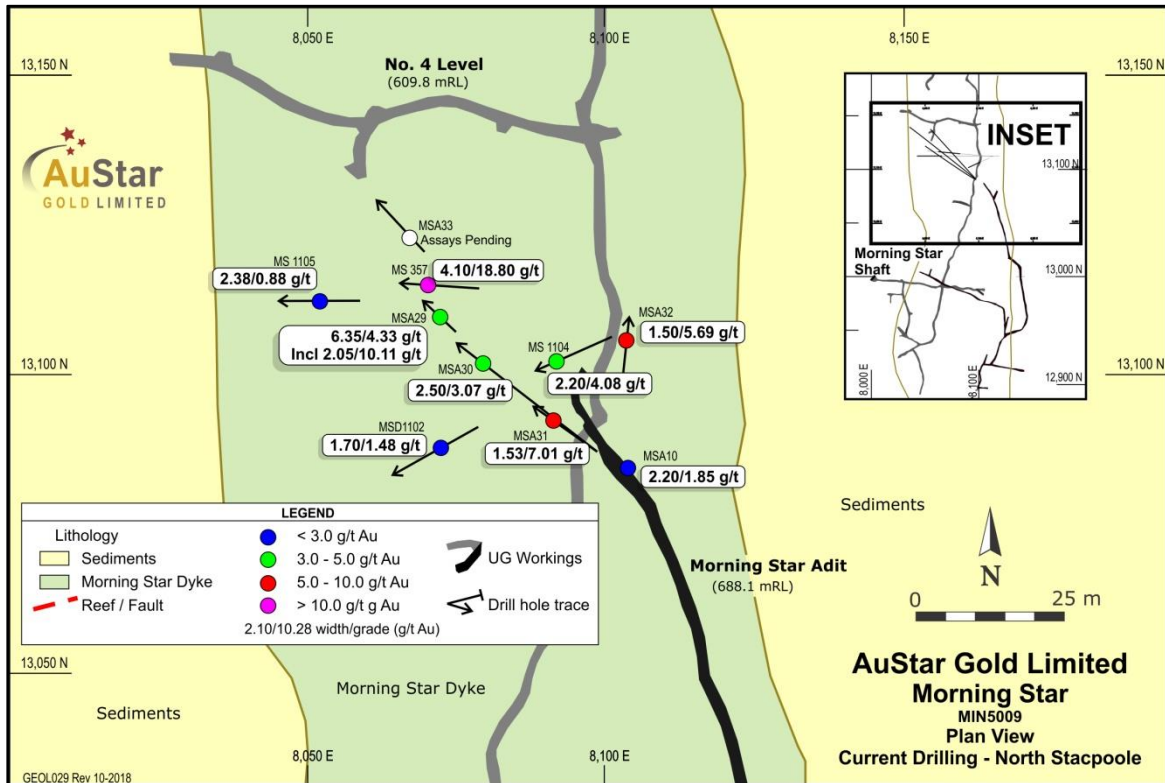 8,050 E
8,100 E
8,150 E
13,150 N
13,150 N
No. 4 Level
(609.8 mRL)
AuStar
GOLD LIMITED
INSET
13,100 N
Morning Star
Shaft
13,000 N
12,900 N
8,000 E
8,100 E
MSA33
Assays Pending
MS 1105
2.38/0.88 g/t
MS 357
4.10/18.80 g/t
MSA29
6.35/4.33 g/t
Incl 2.05/10.11 g/t
MSA32
1.50/5.69 g/t
MS 1104
2.20/4.08 g/t
MSA30
2.50/3.07 g/t
13,100 N
13,100 N
MSD1102
1.70/1.48 g/t
MSA31
1.53/7.01 g/t
MSA10
2.20/1.85 g/t
LEGEND
Lithology
Sediments
Morning Star Dyke
Reef / Fault
< 3.0 g/t Au
3.0 - 5.0 g/t Au
5.0 - 10.0 g/t Au
> 10.0 g/t g Au
2.10/10.28 width/grade (g/t Au)
UG Workings
Drill hole trace
Sediments
Morning Star Adit
(688.1 mRL)
N
0
25 m
13,050 N
13,050 N
Morning Star Dyke
Sediments
AuStar Gold Limited
Morning Star
MIN5009
Plan View
Current Drilling - North Stacpoole
8,050 E
8,100 E
GEOL029 Rev 10-2018